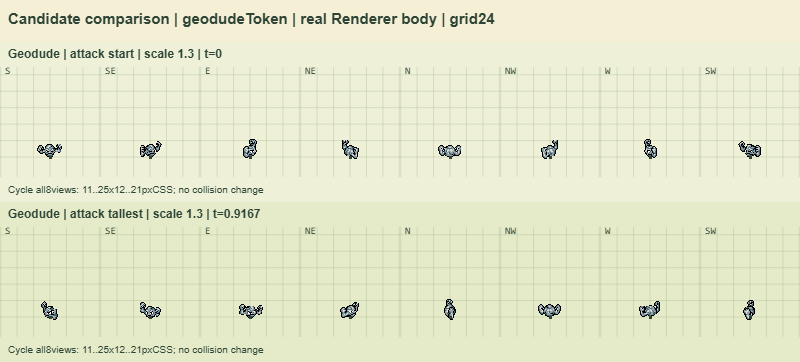 Candidate comparison | geodudeToken | real Renderer body | grid24
Geodude | attack start | scale 1.3 | t=0
S SE E NE N NW W SW
Cycle all8views: 11..25x12..21pxCSS; no collision change
Geodude | attack tallest | scale 1.3 | t=0.9167
S SE E NE N NW W SW
Cycle all8views: 11..25x12..21pxCSS; no collision change